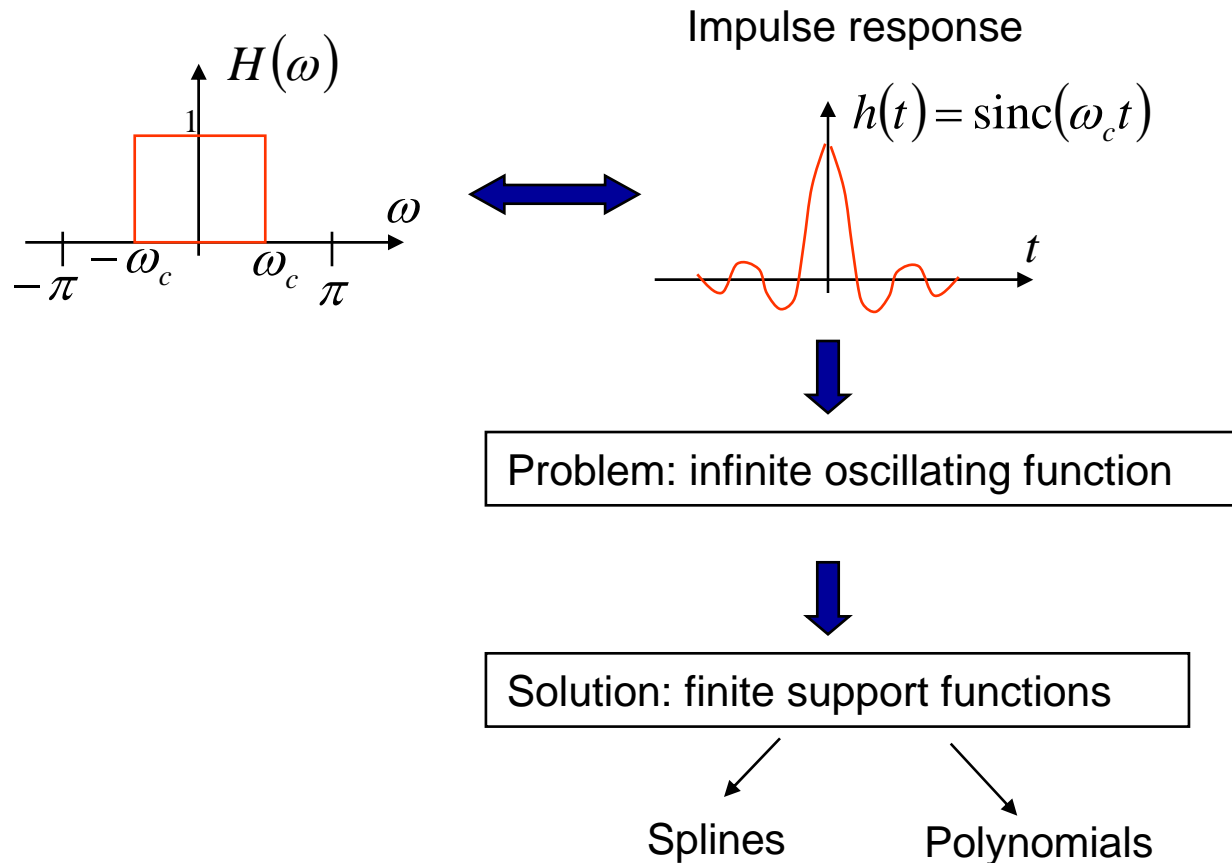 Impulse response
H(ω)
1
ω
−π
−ω_c
ω_c
π
h(t) = sinc(ω_c t)
t
Problem: infinite oscillating function
Solution: finite support functions
Splines
Polynomials